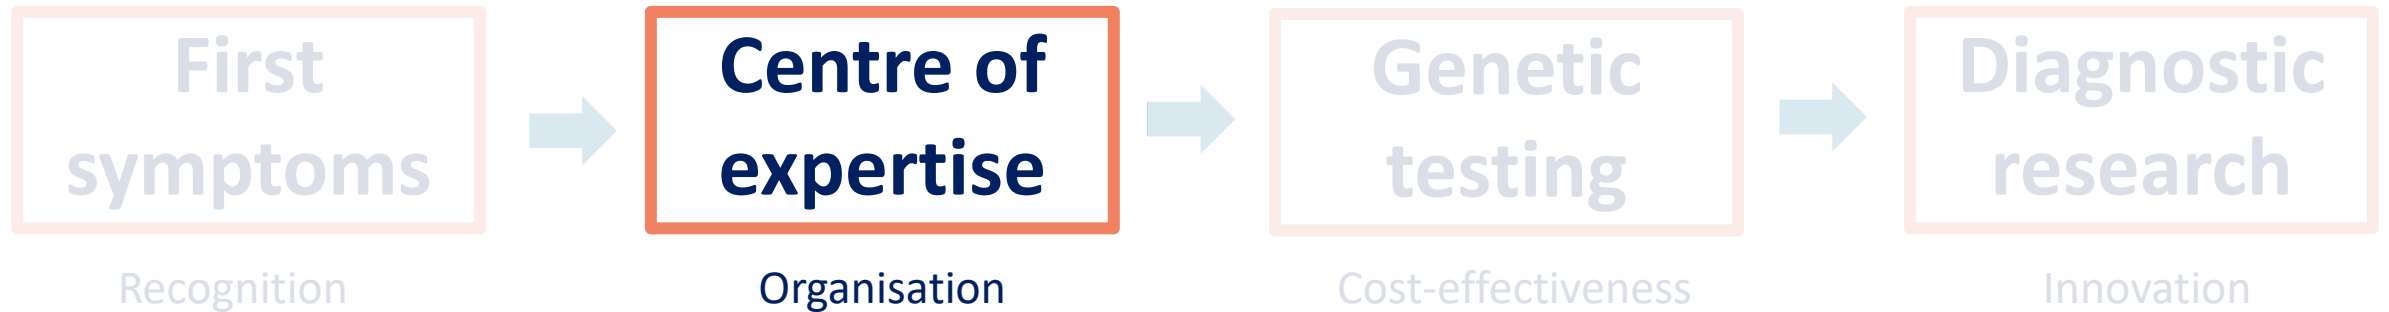 First
symptoms
Recognition
Centre of
expertise
Organisation
Genetic
testing
Cost-effectiveness
Diagnostic
research
Innovation